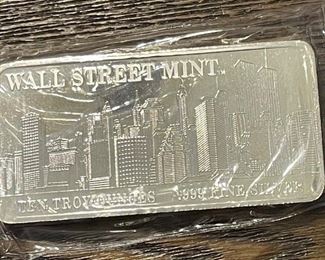 WALL STREET MINT
TEN TROY OUNCES .999 FINE SILVER